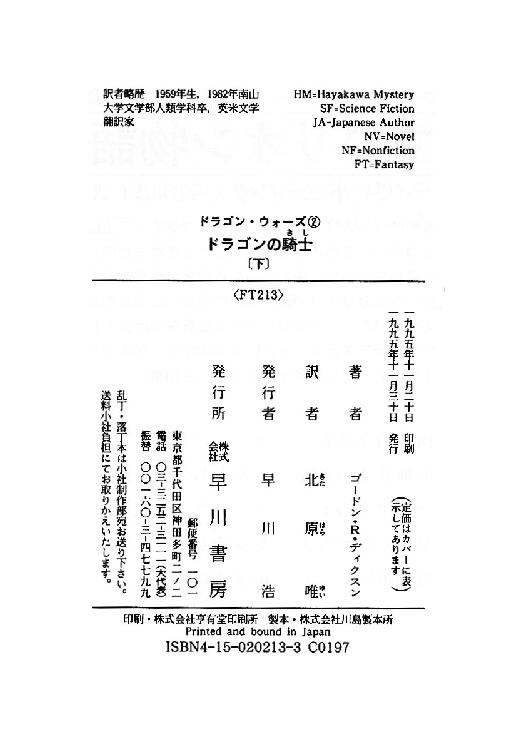 訳者略歴　1959年生，1982年南山
大学文学部人類学科卒，英米文学
翻訳家
HM=Hayakawa Mystery
SF=Science Fiction
JA=Japanese Author
NV=Novel
NF=Nonfiction
FT=Fantasy
ドラゴン・ウォーズ②
ドラゴンの騎士
きし
〔下〕
〈FT213〉
一九九五年十一月二十日　印刷
一九九五年十一月三十日　発行
（定価はカバーに表
示してあります）
著者　ゴードン・R・ディクスン
訳者　北原唯
きた　はら　ゆい
発行者　早川浩
発行所　株式会社　早川書房
郵便番号　一〇一
東京都千代田区神田多町二ノ二
電話　〇三-三二五二-三一一一（大代表）
振替　〇〇一六〇-三-四七七九九
乱丁・落丁本は小社制作部宛お送り下さい。
送料小社負担にてお取りかえいたします。
印刷・株式会社亨有堂印刷所　製本・株式会社川島製本所
Printed and bound in Japan
ISBN4-15-020213-3 C0197